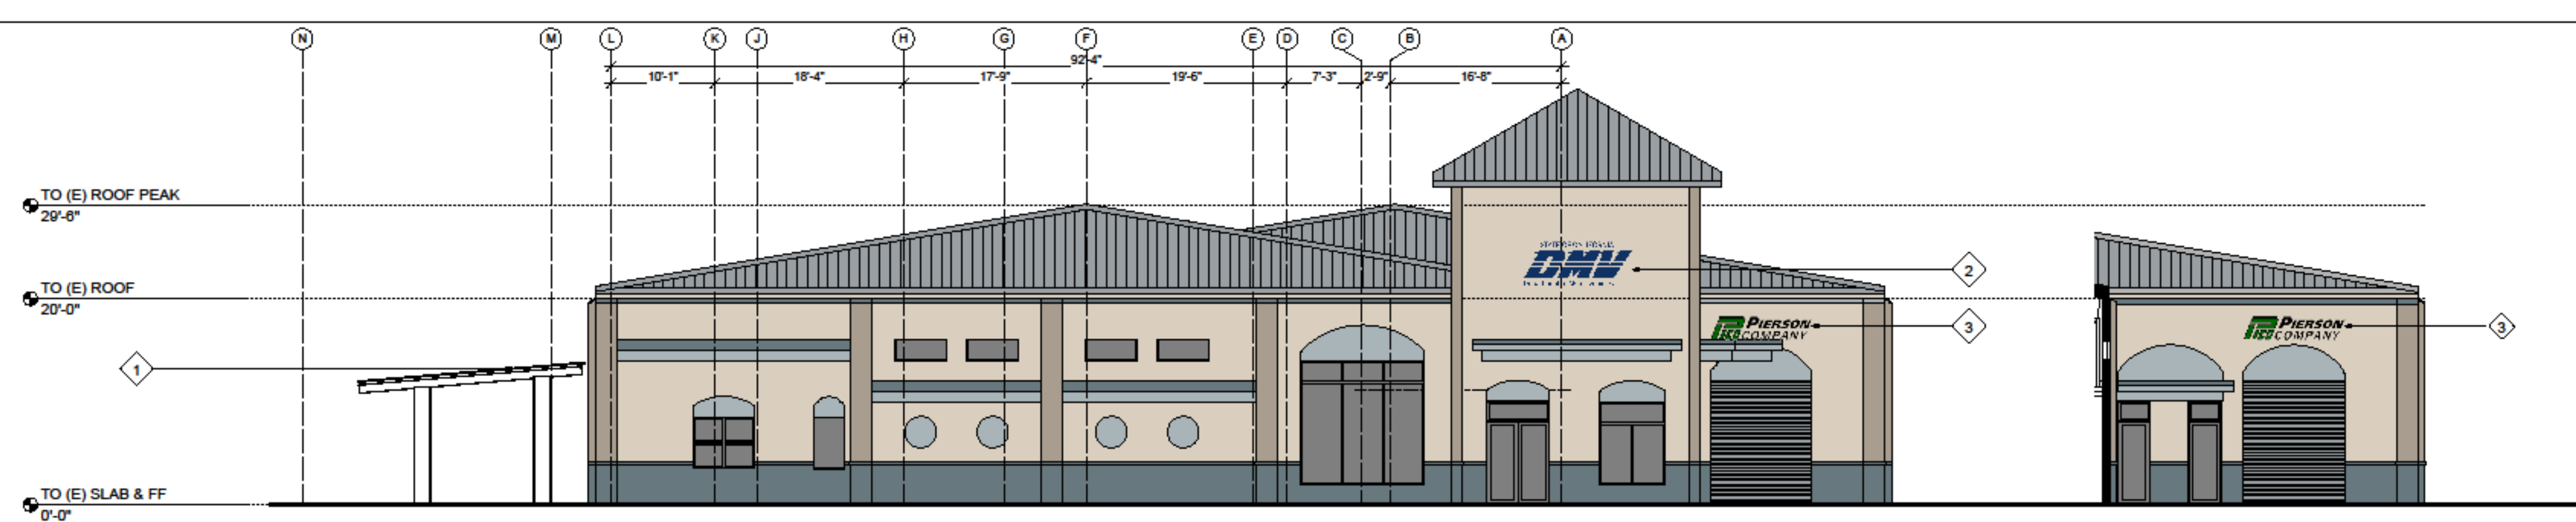 N M L K J H G F E D C B A
92'-4"
10'-1" 18'-4" 17'-9" 19'-6" 7'-3" 2'-9" 16'-8"
TO (E) ROOF PEAK
29'-6"
TO (E) ROOF
20'-0"
TO (E) SLAB & FF
0'-0"
1
DMV
2
PIERSON
COMPANY
3
PIERSON
COMPANY
3